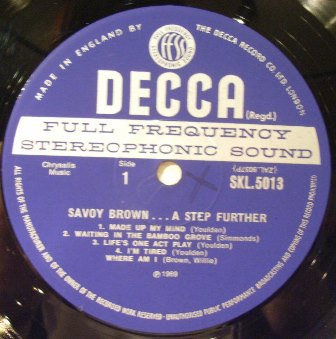 MADE IN ENGLAND BY
THE DECCA RECORD CO LTD. LONDON.
FFSS
DECCA
(Regd.)
FULL FREQUENCY
STEREOPHONIC SOUND
Chrysalis
Music
Side
1
SKL.5013
SAVOY BROWN . . . A STEP FURTHER
1. MADE UP MY MIND (Youlden)
2. WAITING IN THE BAMBOO GROVE (Simmonds)
3. LIFE'S ONE ACT PLAY (Youlden)
4. I'M TIRED (Youlden)
WHERE AM I (Brown, Willie)
℗ 1969
ALL RIGHTS OF THE MANUFACTURER AND OF THE OWNER OF THE RECORDED WORK RESERVED - UNAUTHORISED PUBLIC PERFORMANCE, BROADCASTING AND COPYING OF THIS RECORD PROHIBITED